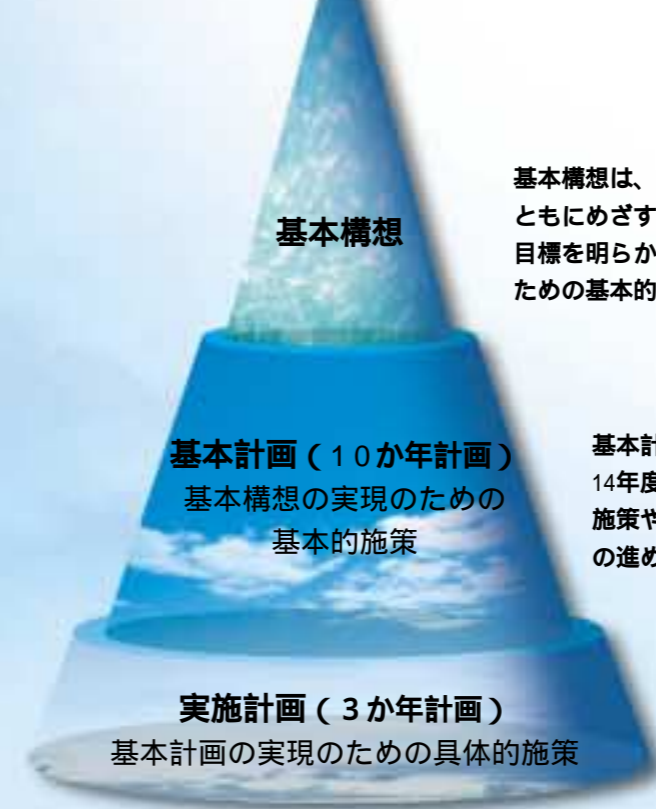 基本構想
基本構想は、
ともにめざす
目標を明らか
ための基本的
基本計画(10か年計画)
基本構想の実現のための
基本的施策
基本計
14年度
施策や
の進め
実施計画(3か年計画)
基本計画の実現のための具体的施策